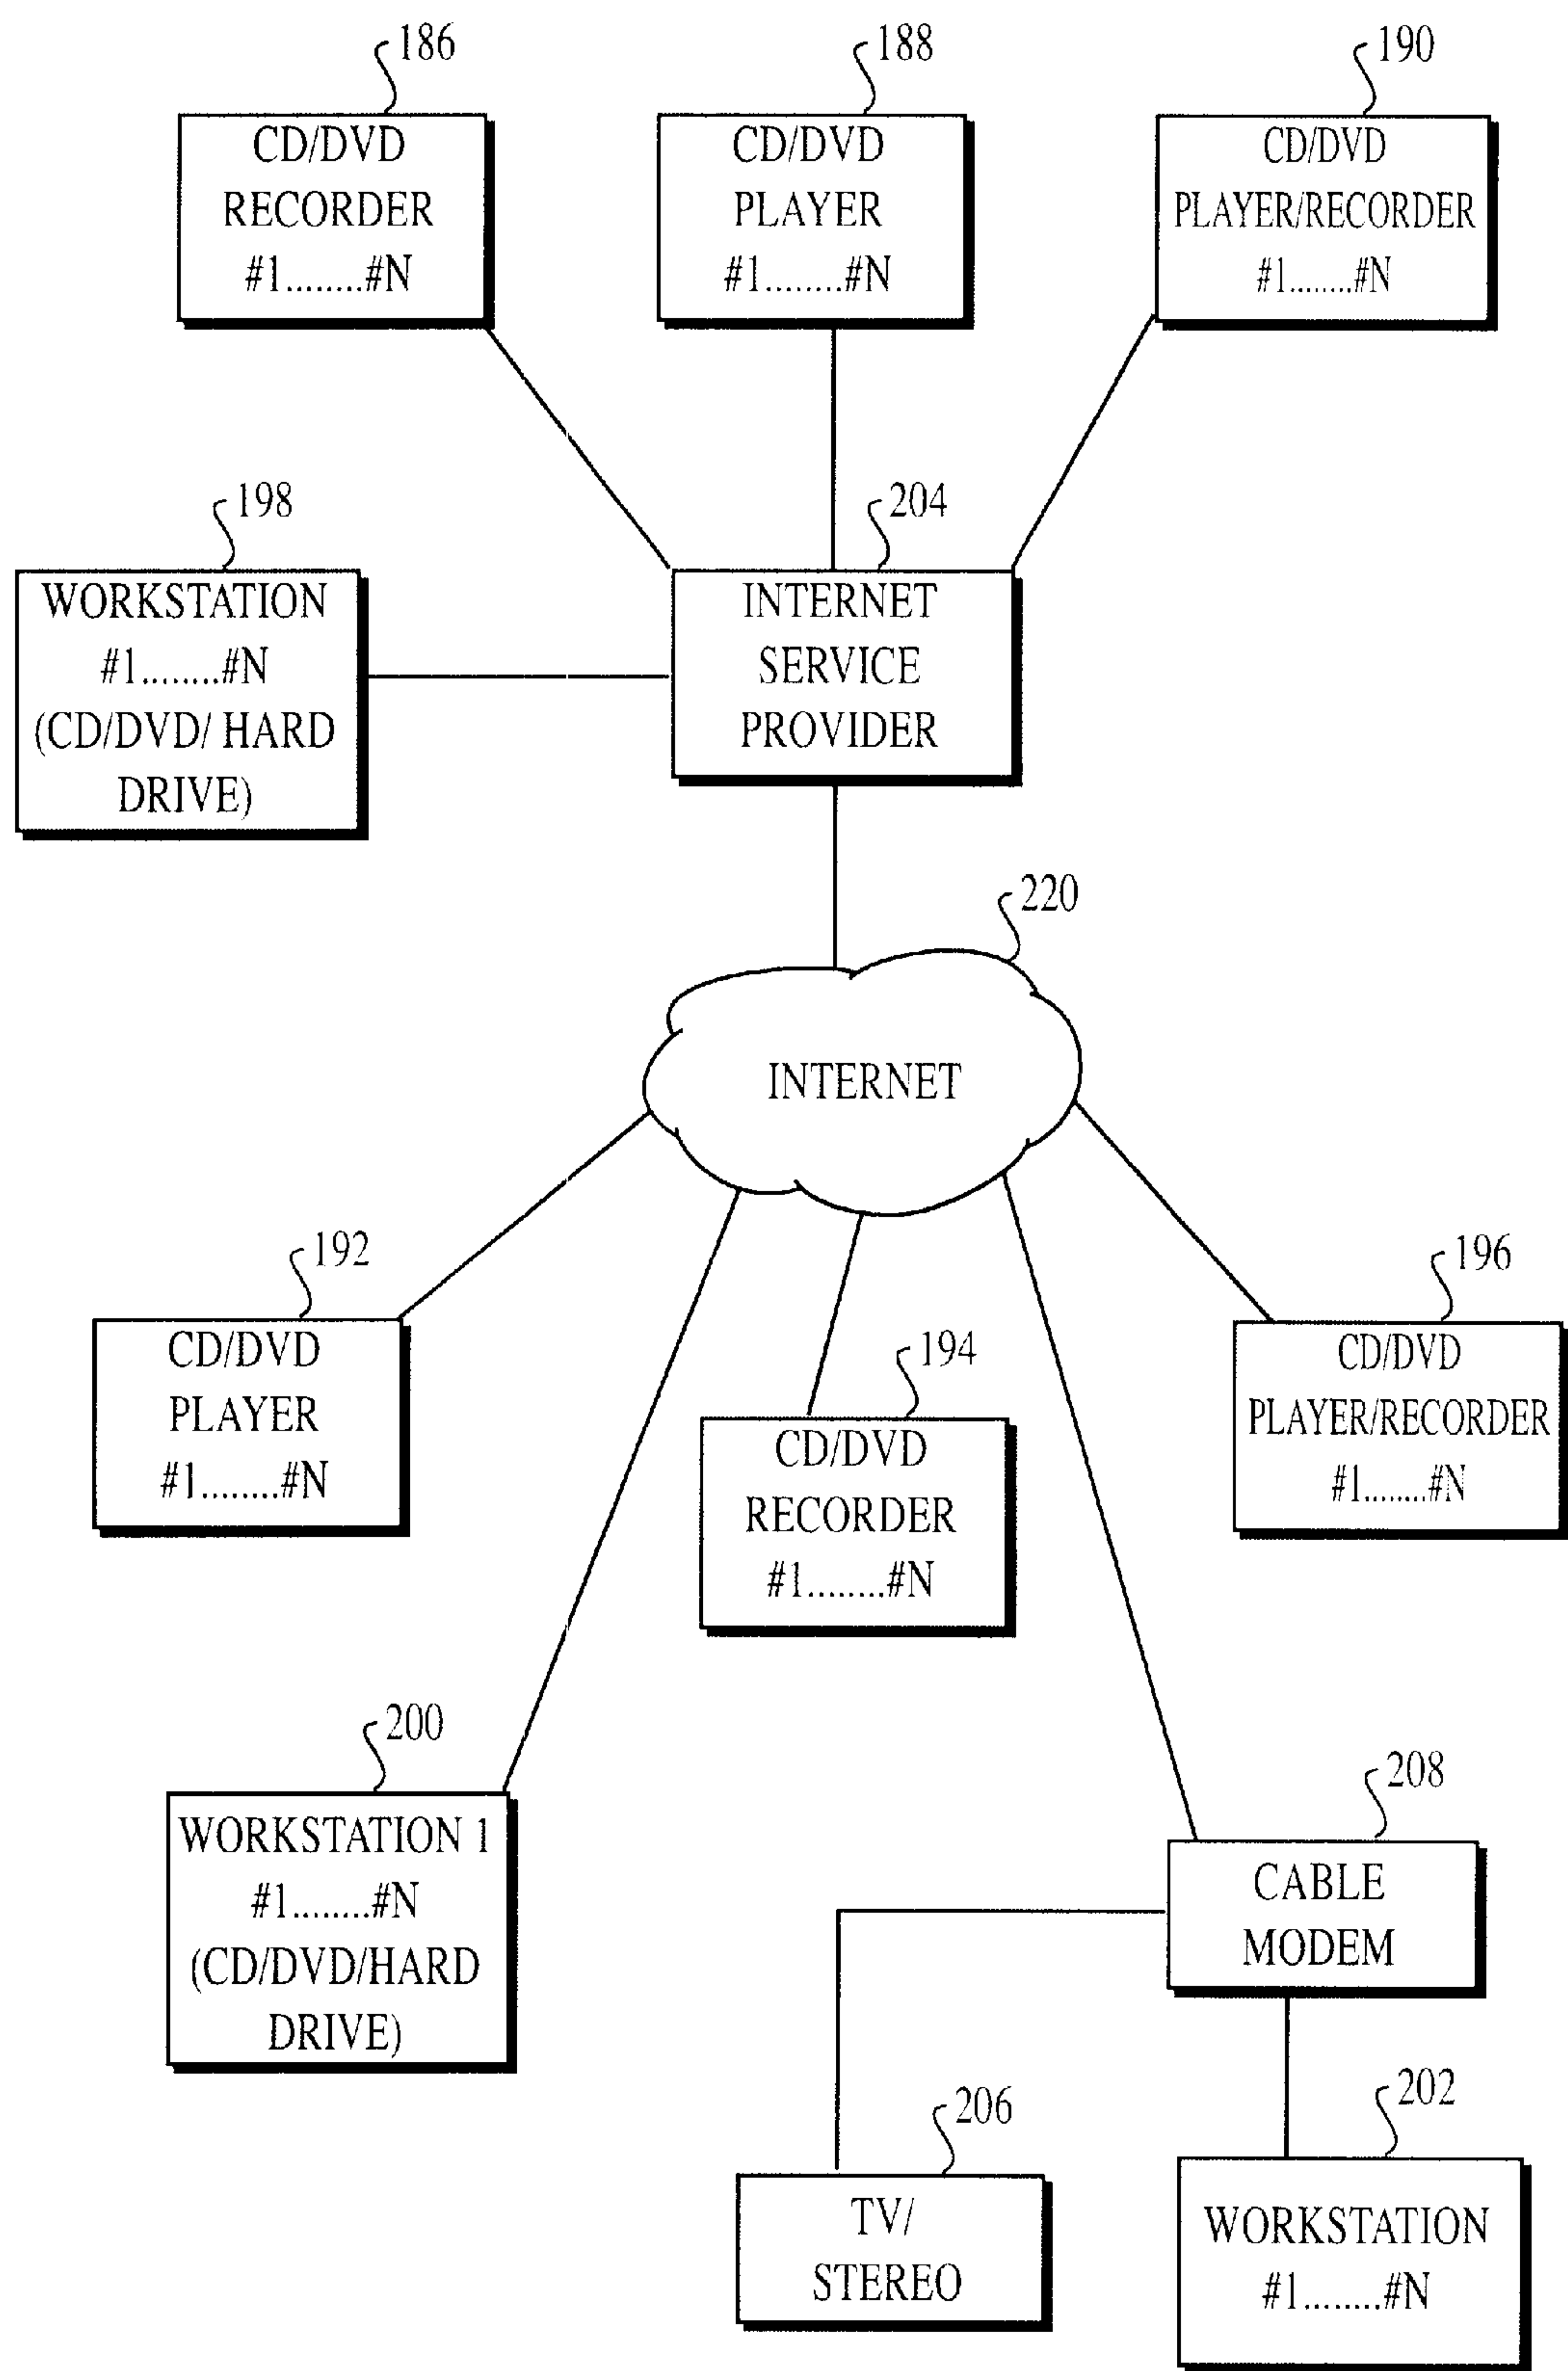 186
CD/DVD
RECORDER
#1........#N
188
CD/DVD
PLAYER
#1........#N
190
CD/DVD
PLAYER/RECORDER
#1........#N
198
WORKSTATION
#1........#N
(CD/DVD/ HARD
DRIVE)
204
INTERNET
SERVICE
PROVIDER
220
INTERNET
192
CD/DVD
PLAYER
#1........#N
194
CD/DVD
RECORDER
#1........#N
196
CD/DVD
PLAYER/RECORDER
#1........#N
200
WORKSTATION 1
#1........#N
(CD/DVD/HARD
DRIVE)
208
CABLE
MODEM
206
TV/
STEREO
202
WORKSTATION
#1........#N